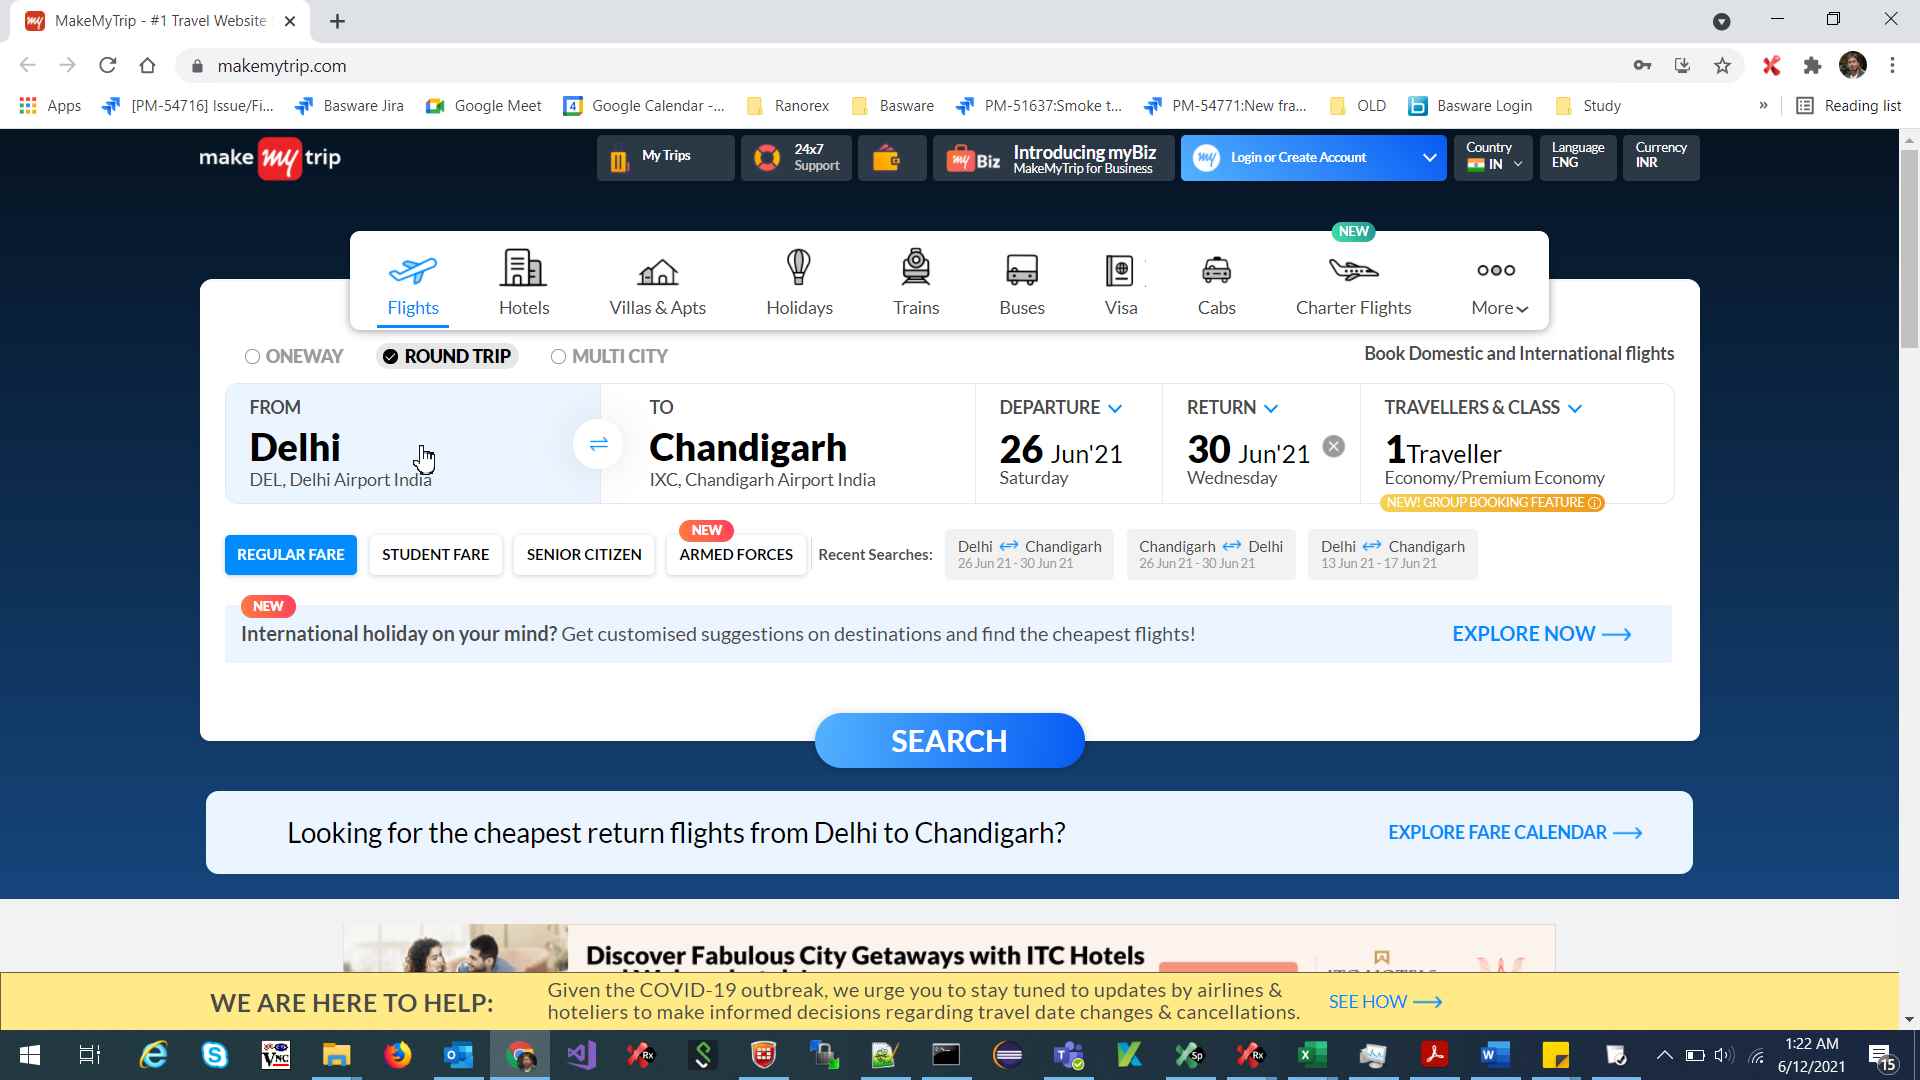 MakeMyTrip - #1 Travel Website
makemytrip.com
Apps
[PM-54716] Issue/Fi...
Basware Jira
Google Meet
4
Google Calendar -...
Ranorex
Basware
PM-51637:Smoke t...
PM-54771:New fra...
OLD
Basware Login
Study
»
Reading list
make my trip
My Trips
24x7
Support
my Biz
Introducing myBiz
MakeMyTrip for Business
my
Login or Create Account
Country
IN
Language
ENG
Currency
INR
NEW
Flights
Hotels
Villas & Apts
Holidays
Trains
Buses
Visa
Cabs
Charter Flights
More
ONEWAY
ROUND TRIP
MULTI CITY
Book Domestic and International flights
FROM
Delhi
DEL, Delhi Airport India
TO
Chandigarh
IXC, Chandigarh Airport India
DEPARTURE
26 Jun'21
Saturday
RETURN
30 Jun'21
Wednesday
TRAVELLERS & CLASS
1Traveller
Economy/Premium Economy
NEW! GROUP BOOKING FEATURE
REGULAR FARE
STUDENT FARE
SENIOR CITIZEN
NEW
ARMED FORCES
Recent Searches:
Delhi Chandigarh
26 Jun 21 - 30 Jun 21
Chandigarh Delhi
26 Jun 21 - 30 Jun 21
Delhi Chandigarh
13 Jun 21 - 17 Jun 21
NEW
International holiday on your mind? Get customised suggestions on destinations and find the cheapest flights!
EXPLORE NOW
SEARCH
Looking for the cheapest return flights from Delhi to Chandigarh?
EXPLORE FARE CALENDAR
Discover Fabulous City Getaways with ITC Hotels
WE ARE HERE TO HELP:
Given the COVID-19 outbreak, we urge you to stay tuned to updates by airlines &
hoteliers to make informed decisions regarding travel date changes & cancellations.
SEE HOW
1:22 AM
6/12/2021
15